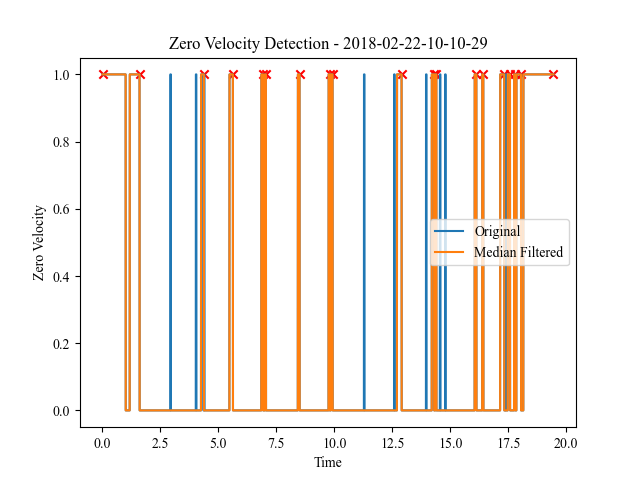 Zero Velocity Detection - 2018-02-22-10-10-29
1.0
0.8
0.6
0.4
0.2
0.0
Zero Velocity
Original
Median Filtered
0.0 2.5 5.0 7.5 10.0 12.5 15.0 17.5 20.0
Time